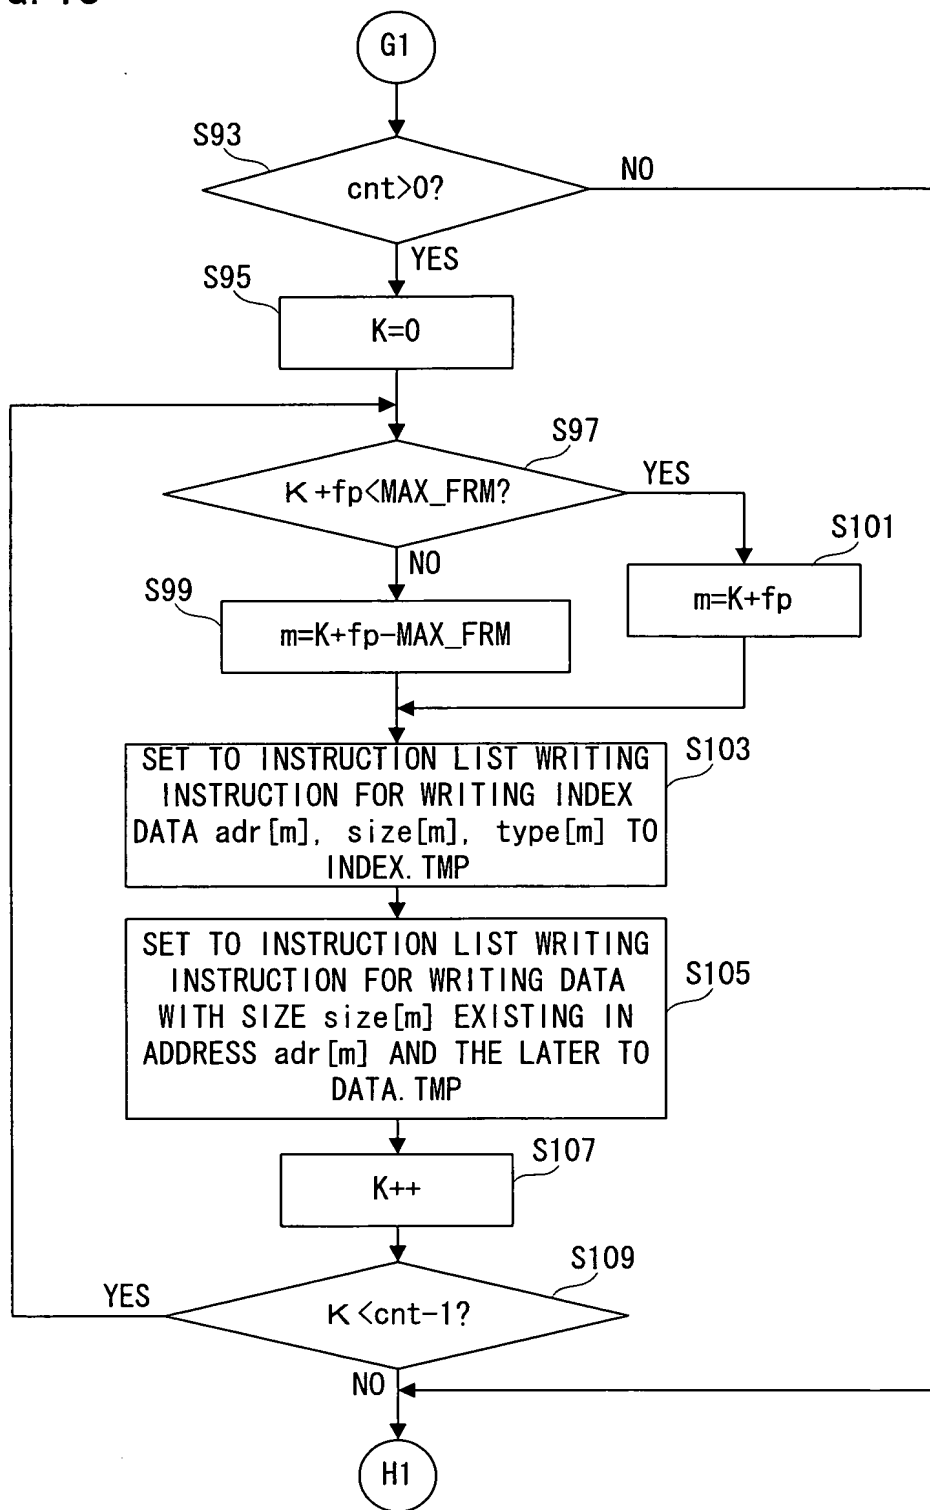 G1
S93
cnt>0?
NO
YES
S95
K=0
S97
K+fp<MAX_FRM?
YES
NO
S101
m=K+fp
S99
m=K+fp-MAX_FRM
S103
SET TO INSTRUCTION LIST WRITING
INSTRUCTION FOR WRITING INDEX
DATA adr[m], size[m], type[m] TO
INDEX.TMP
S105
SET TO INSTRUCTION LIST WRITING
INSTRUCTION FOR WRITING DATA
WITH SIZE size[m] EXISTING IN
ADDRESS adr[m] AND THE LATER TO
DATA.TMP
S107
K++
S109
YES
K<cnt-1?
NO
H1